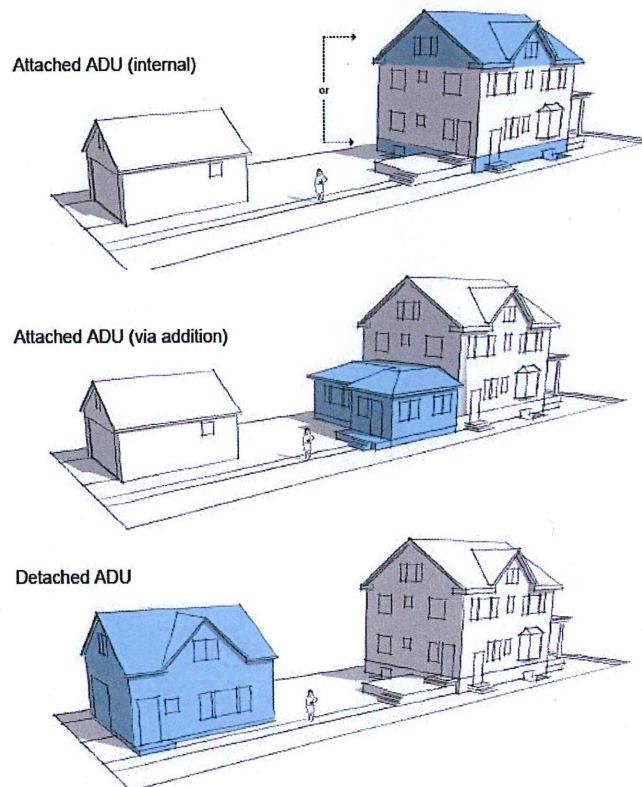 Attached ADU (internal)
or
Attached ADU (via addition)
Detached ADU